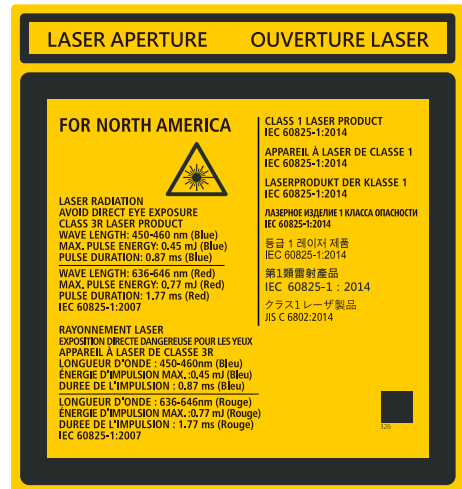 LASER APERTURE OUVERTURE LASER
FOR NORTH AMERICA
LASER RADIATION
AVOID DIRECT EYE EXPOSURE
CLASS 3R LASER PRODUCT
WAVE LENGTH: 450-460 nm (Blue)
MAX. PULSE ENERGY: 0.45 mJ (Blue)
PULSE DURATION: 0.87 ms (Blue)
WAVE LENGTH: 636-646 nm (Red)
MAX, PULSE ENERGY: 0,77 mJ (Red)
PULSE DURATION: 1.77 ms (Red)
IEC 60825-1:2007
RAYONNEMENT LASER
EXPOSITION DIRECTE DANGEREUSE POUR LES YEUX
APPAREIL À LASER DE CLASSE 3R
LONGUEUR D'ONDE : 450-460nm (Bleu)
ÉNERGIE D'IMPULSION MAX. :0.45 mJ (Bleu)
DUREE DE L'IMPULSION : 0.87 ms (Bleu)
LONGUEUR D'ONDE : 636-646nm (Rouge)
ÉNERGIE D'IMPULSION MAX. :0.77 mJ (Rouge)
DUREE DE L'IMPULSION : 1.77 ms (Rouge)
IEC 60825-1:2007
CLASS 1 LASER PRODUCT
IEC 60825-1:2014
APPAREIL À LASER DE CLASSE 1
IEC 60825-1:2014
LASERPRODUKT DER KLASSE 1
IEC 60825-1:2014
ЛАЗЕРНОЕ ИЗДЕЛИЕ 1 КЛАССА ОПАСНОСТИ
IEC 60825-1:2014
등급 1 레이저 제품
IEC 60825-1:2014
第1類雷射產品
IEC 60825-1：2014
クラス1レーザ製品
JIS C 6802:2014
326